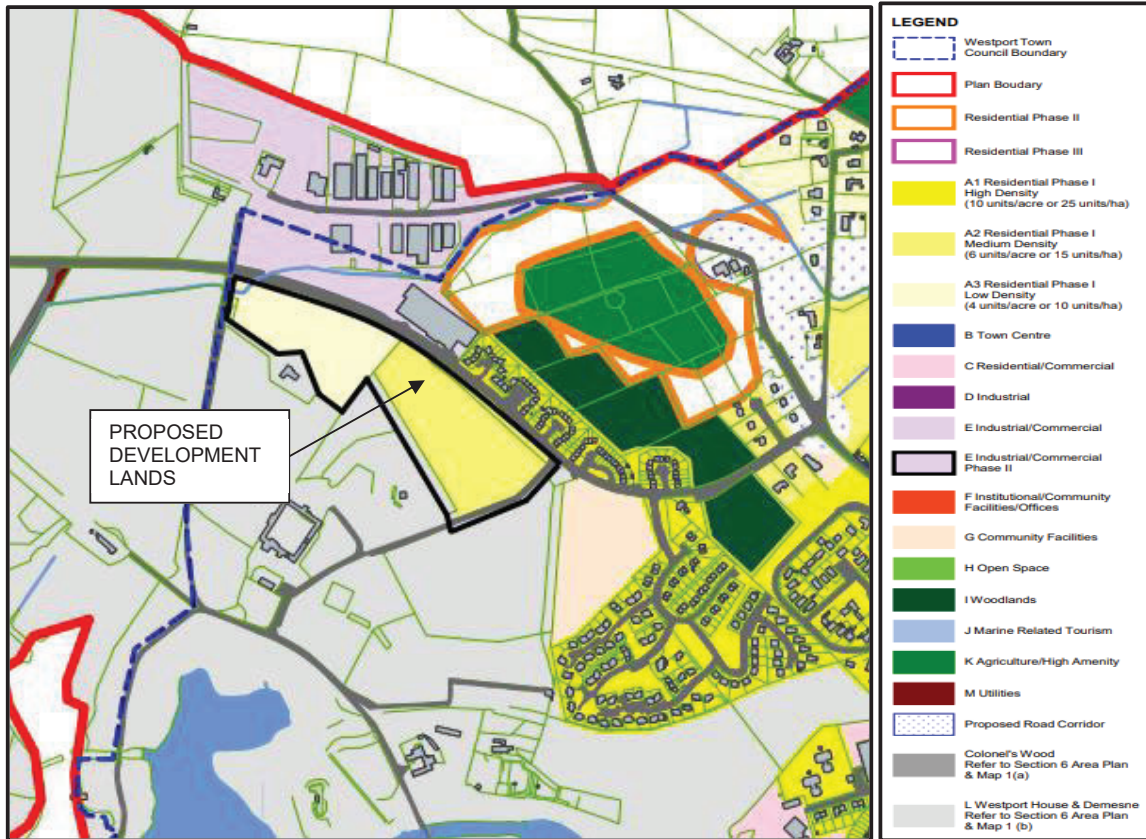 PROPOSED
DEVELOPMENT
LANDS
LEGEND
Westport Town
Council Boundary
Plan Boudary
Residential Phase II
Residential Phase III
A1 Residential Phase I
High Density
(10 units/acre or 25 units/ha)
A2 Residential Phase I
Medium Density
(6 units/acre or 15 units/ha)
A3 Residential Phase I
Low Density
(4 units/acre or 10 units/ha)
B Town Centre
C Residential/Commercial
D Industrial
E Industrial/Commercial
E Industrial/Commercial
Phase II
F Institutional/Community
Facilities/Offices
G Community Facilities
H Open Space
I Woodlands
J Marine Related Tourism
K Agriculture/High Amenity
M Utilities
Proposed Road Corridor
Colonel's Wood
Refer to Section 6 Area Plan
& Map 1(a)
L Westport House & Demesne
Refer to Section 6 Area Plan
& Map 1 (b)